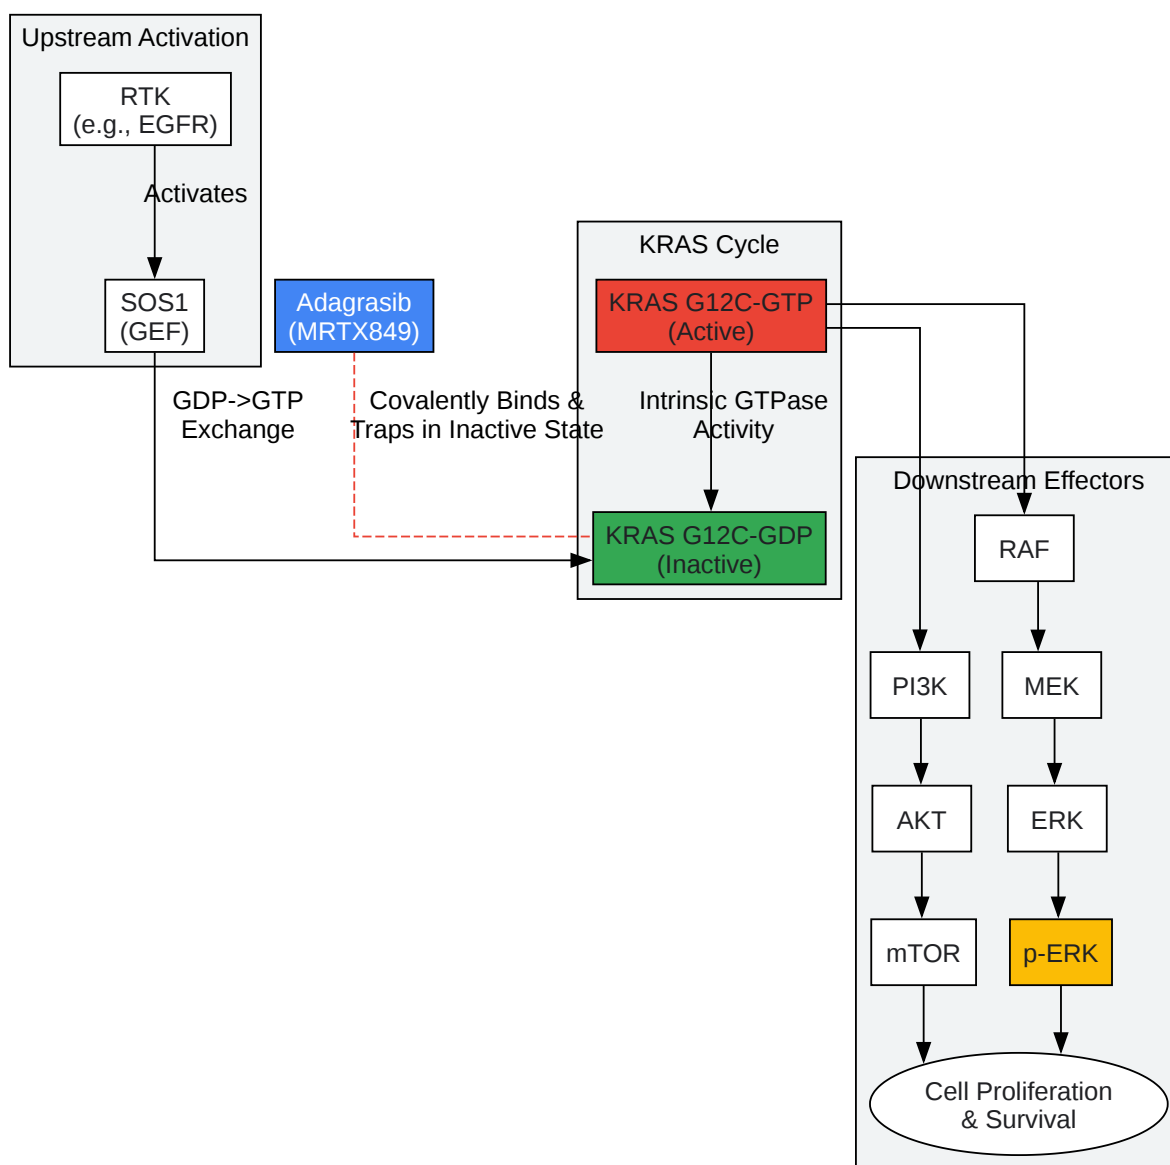 Upstream Activation
RTK
(e.g., EGFR)
Activates
SOS1
(GEF)
Adagrasib
(MRTX849)
KRAS Cycle
KRAS G12C-GTP
(Active)
GDP->GTP
Exchange
Covalently Binds &
Traps in Inactive State
Intrinsic GTPase
Activity
KRAS G12C-GDP
(Inactive)
Downstream Effectors
RAF
PI3K
MEK
AKT
ERK
mTOR
p-ERK
Cell Proliferation
& Survival